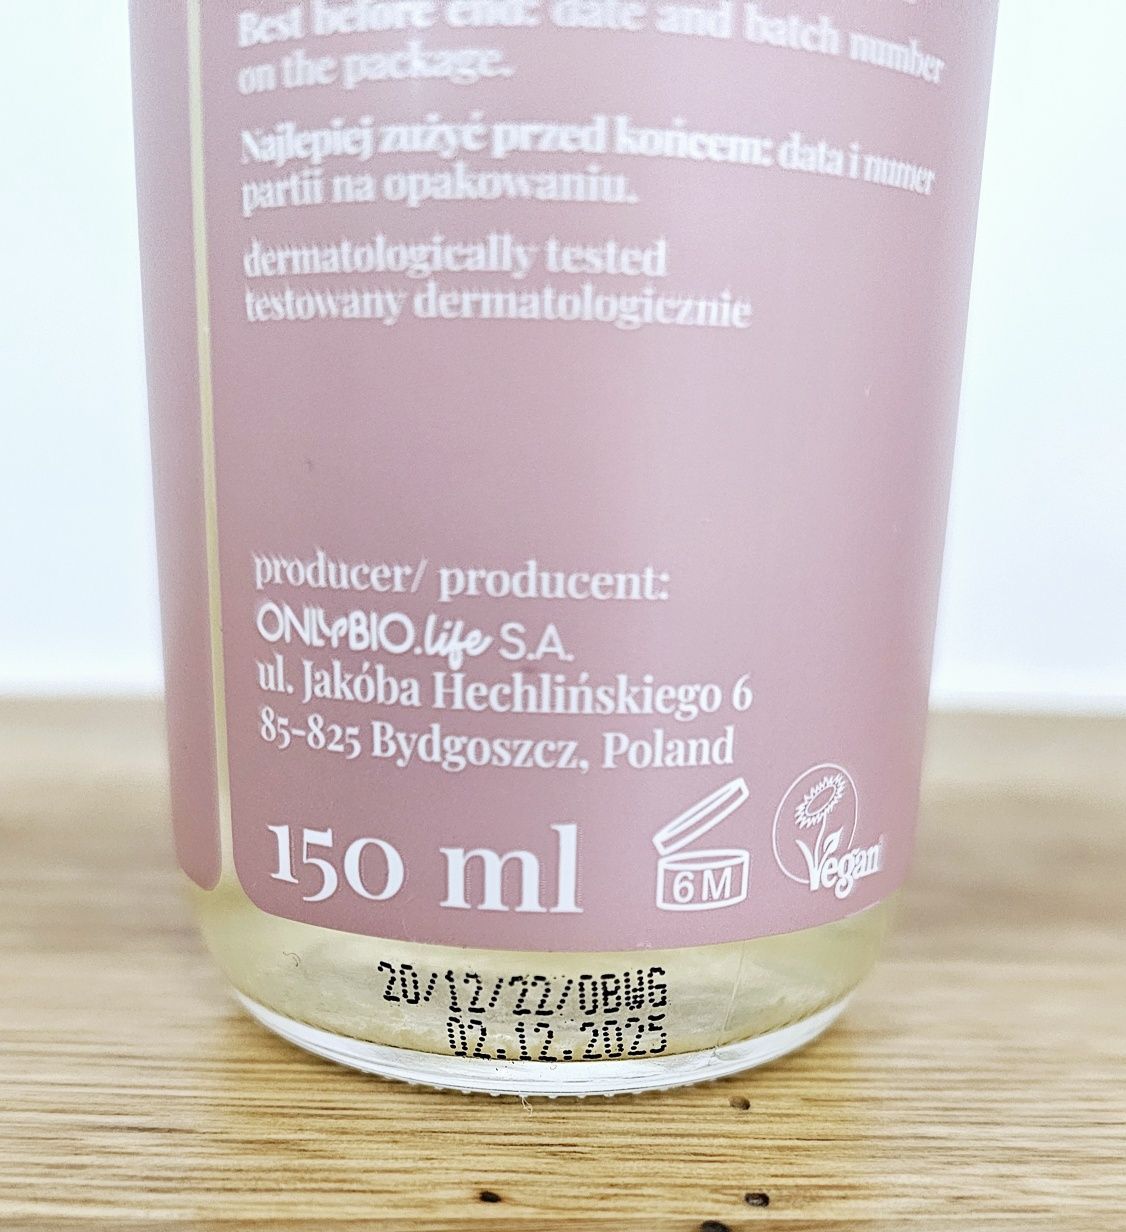 Best before end: date and batch number
on the package.
Najlepiej zużyć przed końcem: data i numer
partii na opakowaniu.
dermatologically tested
testowany dermatologicznie
producer/ producent:
ONLYBIO.life S.A.
ul. Jakóba Hechlińskiego 6
85-825 Bydgoszcz, Poland
150 ml
6M
Vegan
20/12/22/OBWG
02.12.2025